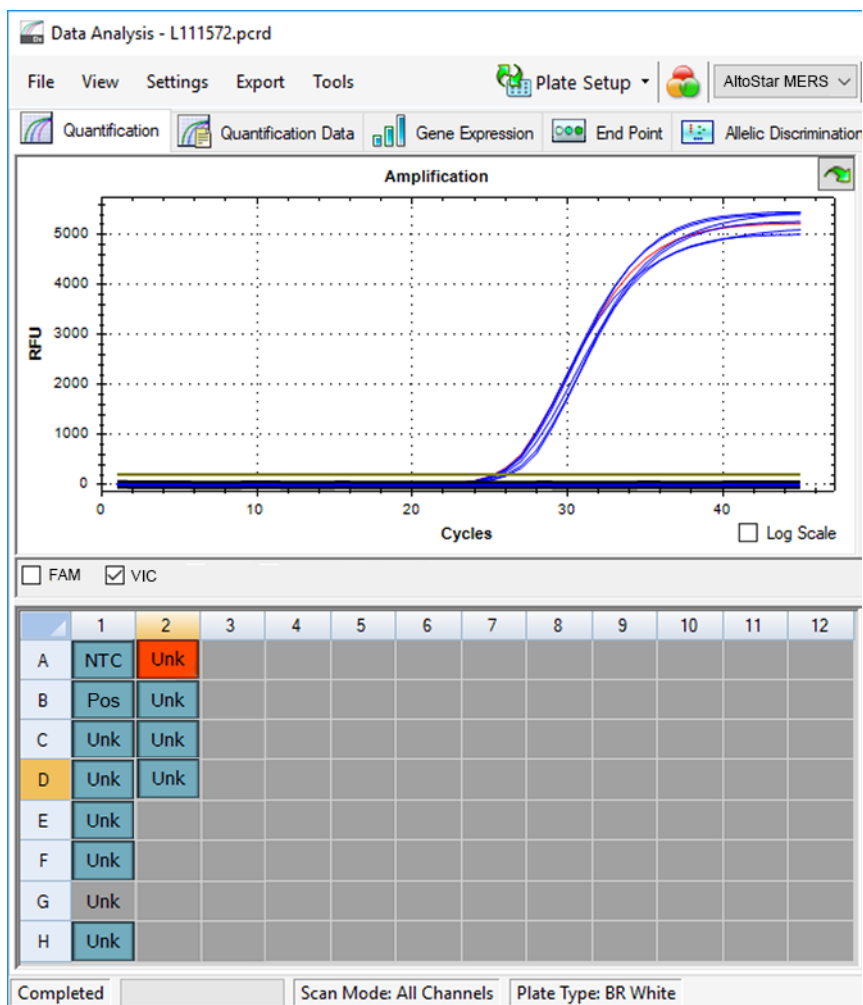 Data Analysis - L111572.pcrd
File View Settings Export Tools Plate Setup AltoStar MERS
Quantification Quantification Data Gene Expression End Point Allelic Discrimination
Amplification
5000
4000
3000
2000
1000
0
RFU
0 10 20 30 40
Cycles
Log Scale
FAM VIC
1 2 3 4 5 6 7 8 9 10 11 12
A NTC Unk
B Pos Unk
C Unk Unk
D Unk Unk
E Unk
F Unk
G Unk
H Unk
Completed Scan Mode: All Channels Plate Type: BR White